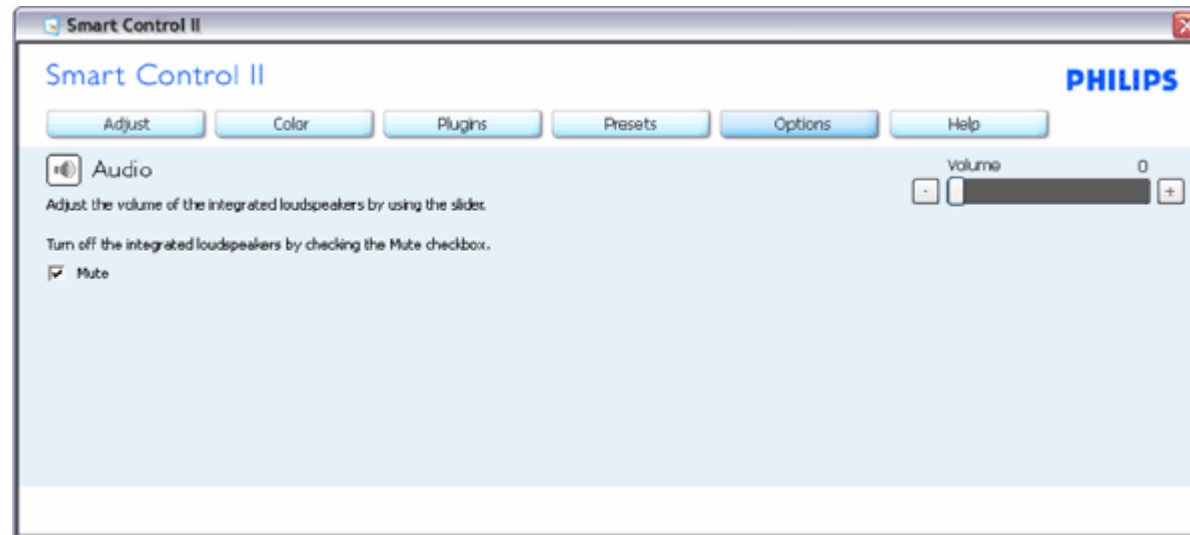 Smart Control II
Smart Control II
PHILIPS
Adjust Color Plugins Presets Options Help
Audio
Volume 0
- +
Adjust the volume of the integrated loudspeakers by using the slider.
Turn off the integrated loudspeakers by checking the Mute checkbox.
Mute